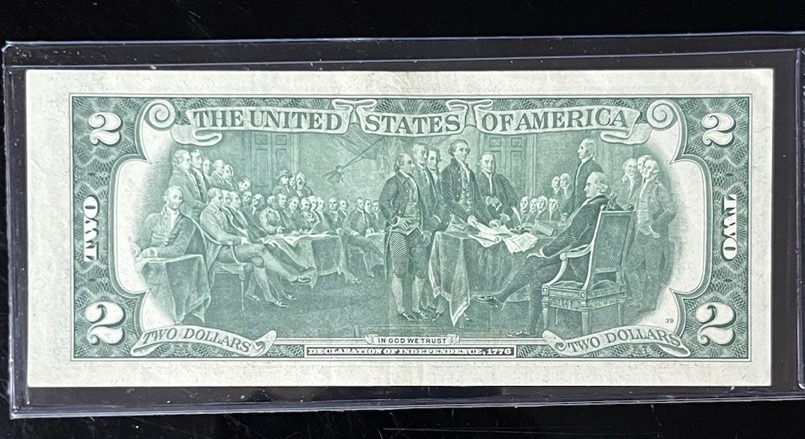 2 THE UNITED STATES OF AMERICA 2
TWO
TWO
39
2 TWO DOLLARS IN GOD WE TRUST TWO DOLLARS 2
DECLARATION OF INDEPENDENCE, 1776